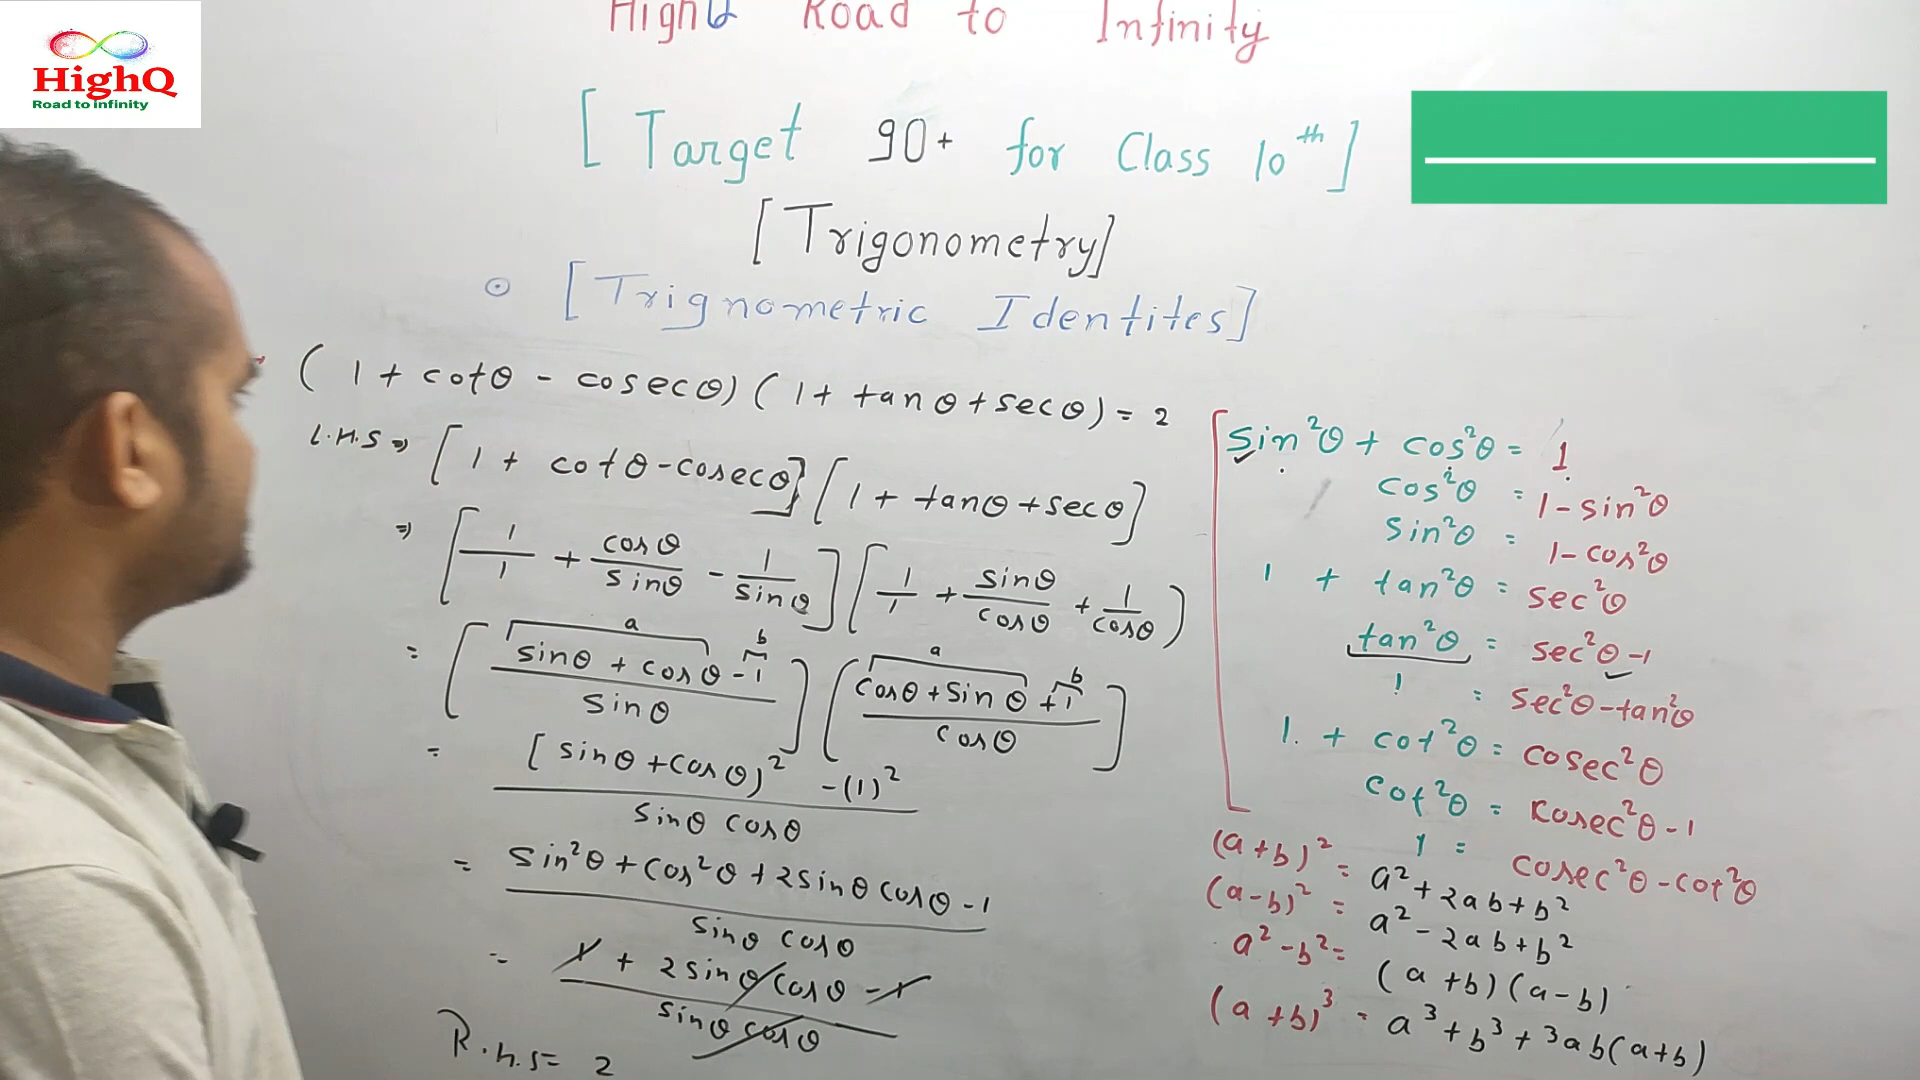 HighQ
Road to infinity
HighQ Road to Infinity
[Target 90+ for Class 10th]
[Trigonometry]
⊙ [Trignometric Identites]
(1 + cotθ - cosecθ) (1 + tanθ + secθ) = 2
L.H.S ⇒ [1 + cotθ - cosecθ] [1 + tanθ + secθ]
⇒ [1/1 + cosθ/sinθ - 1/sinθ] [1/1 + sinθ/cosθ + 1/cosθ)
a b a b
= [(sinθ + cosθ - 1)/sinθ] [(cosθ + sinθ + 1)/cosθ]
= [sinθ + cosθ)² - (1)² / sinθ cosθ
= sin²θ + cos²θ + 2sinθ cosθ - 1 / sinθ cosθ
= 1 + 2sinθ cosθ - 1 / sinθ cosθ
R.h.s = 2
sin²θ + cos²θ = 1
cos²θ = 1 - sin²θ
sin²θ = 1 - cos²θ
1 + tan²θ = sec²θ
tan²θ = sec²θ - 1
1 = sec²θ - tan²θ
1. + cot²θ = cosec²θ
cot²θ = cosec²θ - 1
1 = cosec²θ - cot²θ
(a+b)² = a² + 2ab + b²
(a-b)² = a² - 2ab + b²
a² - b² = (a+b)(a-b)
(a+b)³ = a³ + b³ + 3ab(a+b)